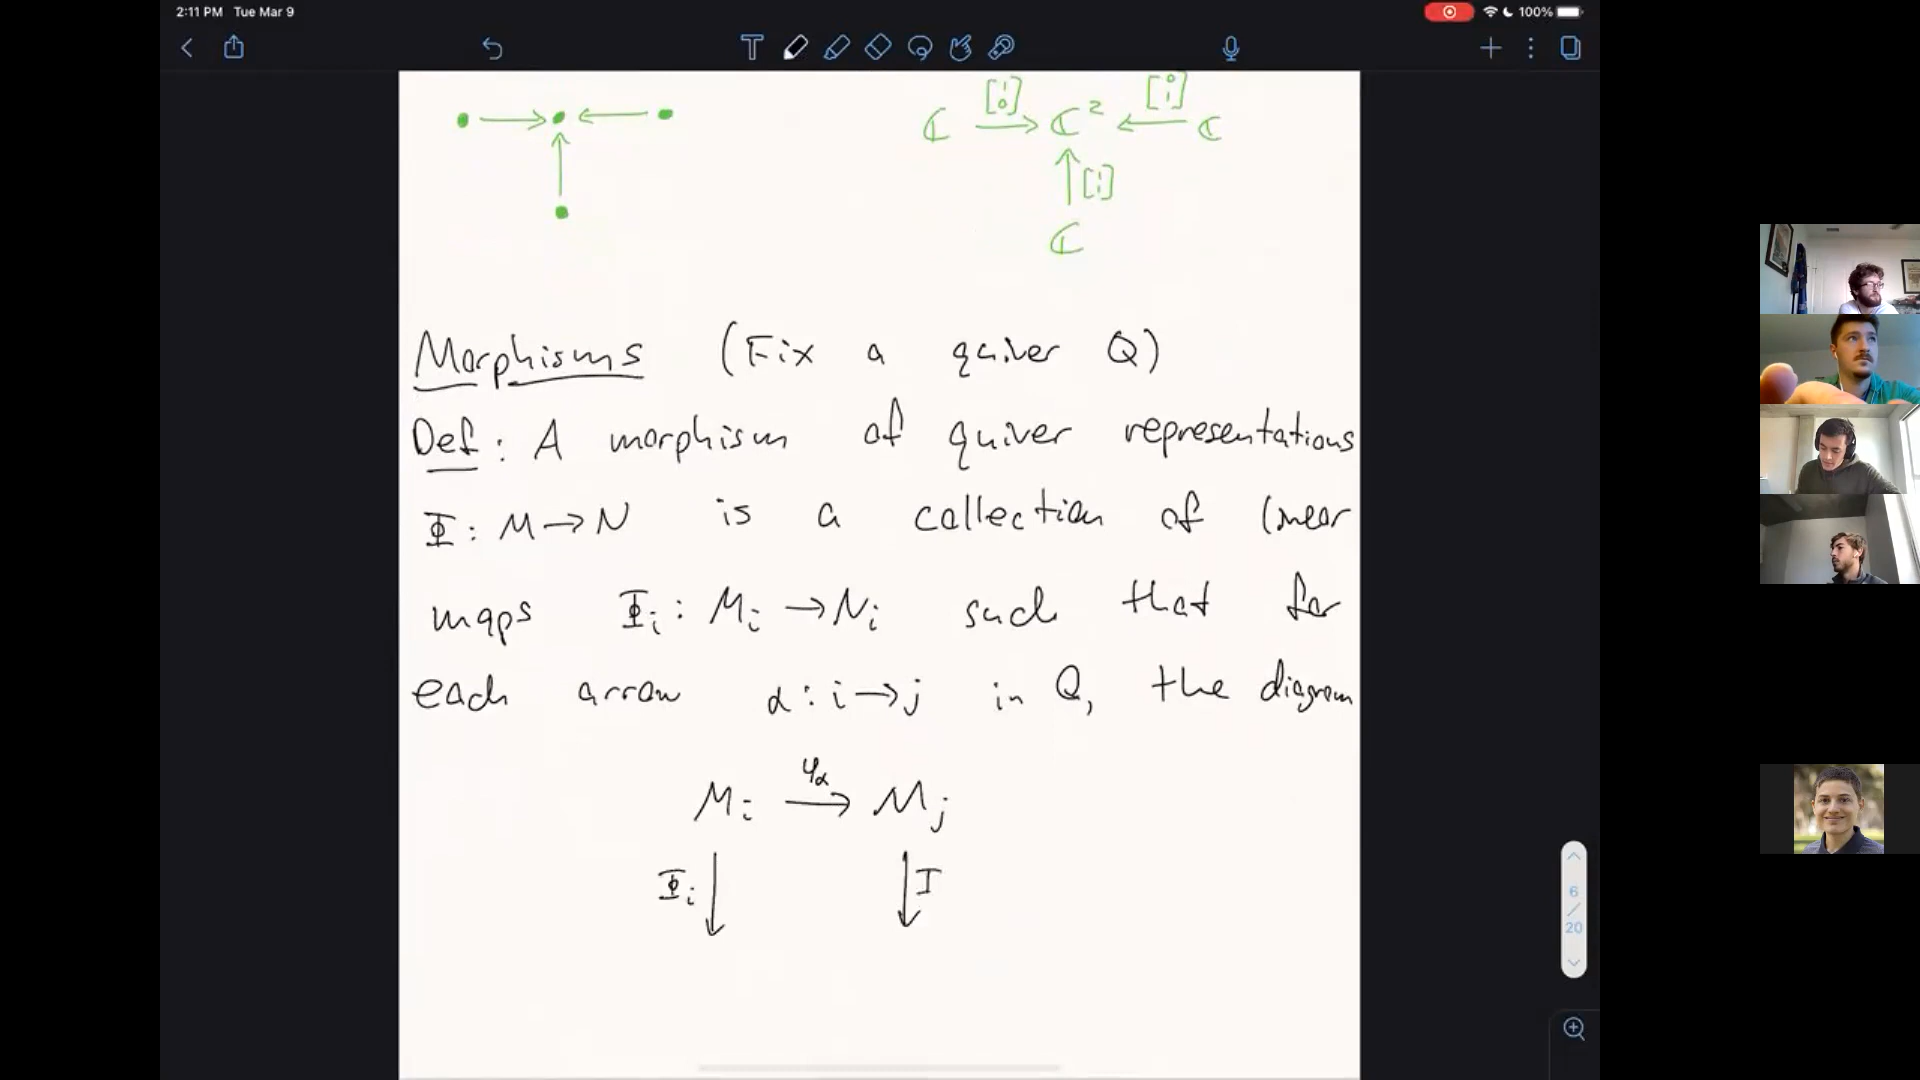 2:11 PM Tue Mar 9
100%
T
ℂ [1 0] → ℂ² ← [0 1] ℂ
↑ [1 1]
ℂ
Morphisms (Fix a quiver Q)
Def: A morphism of quiver representations
Φ: M → N is a collection of linear
maps Φᵢ: Mᵢ → Nᵢ such that for
each arrow α: i → j in Q, the diagram
φ_α
Mᵢ → Mⱼ
Φᵢ ↓ ↓ I
6
/
20